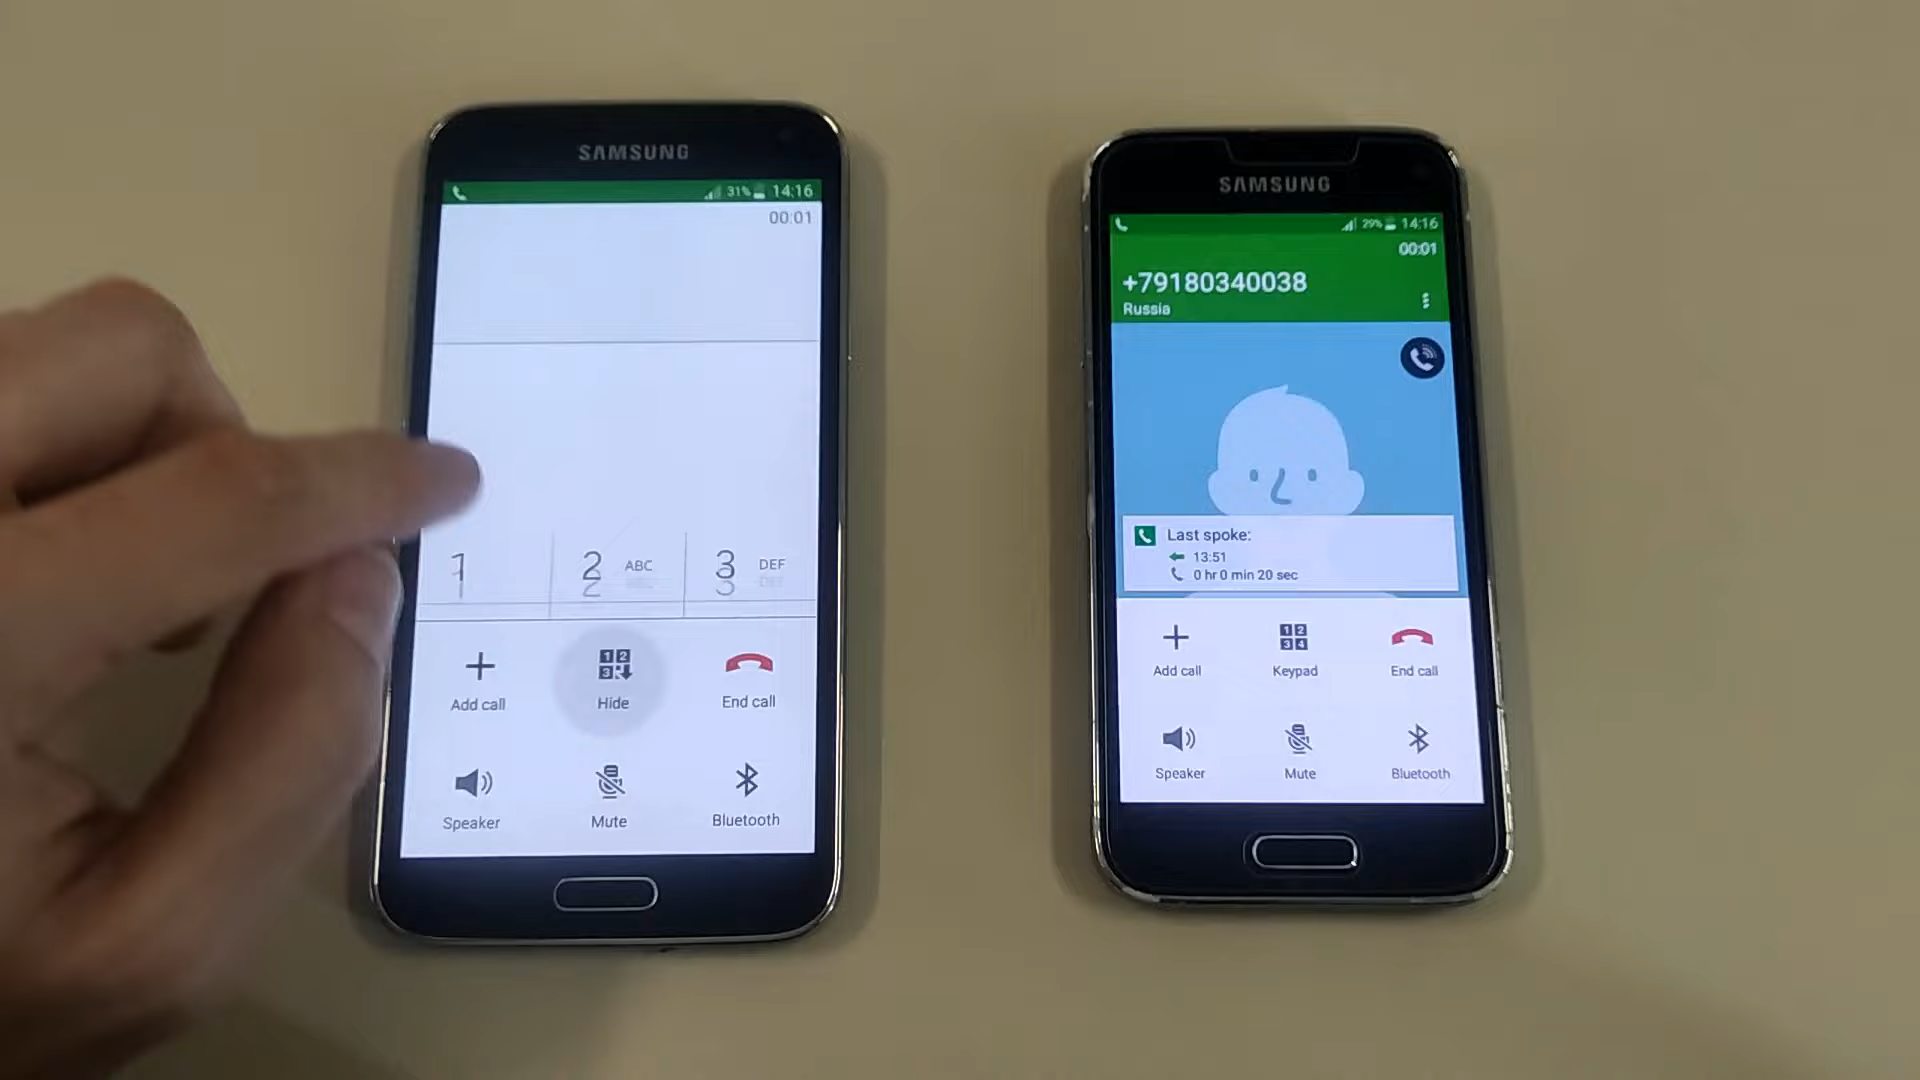 SAMSUNG
31% 14:16
00:01
1 2 ABC 3 DEF
Add call Hide End call
Speaker Mute Bluetooth
SAMSUNG
29% 14:16
00:01
+79180340038
Russia
Last spoke:
13:51
0 hr 0 min 20 sec
Add call Keypad End call
Speaker Mute Bluetooth